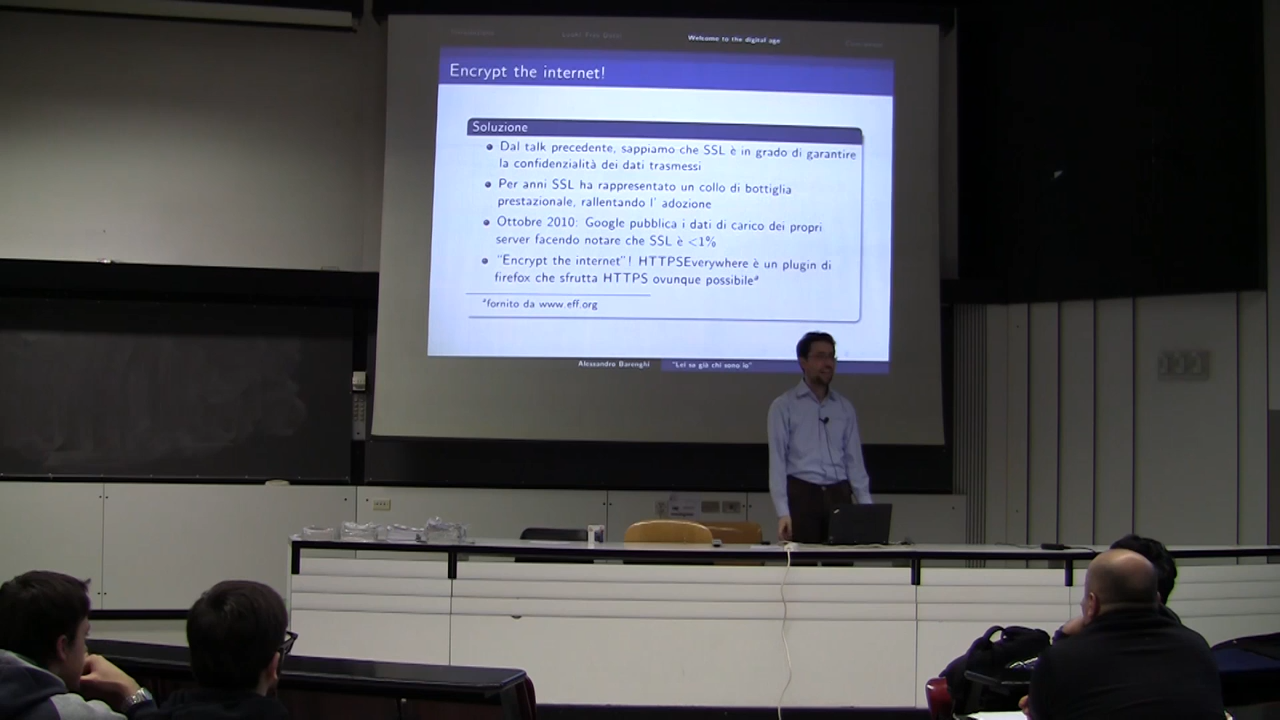 Welcome to the digital age
Encrypt the internet!
Soluzione
Dal talk precedente, sappiamo che SSL è in grado di garantire
la confidenzialità dei dati trasmessi
Per anni SSL ha rappresentato un collo di bottiglia
prestazionale, rallentando l' adozione
Ottobre 2010: Google pubblica i dati di carico dei propri
server facendo notare che SSL è <1%
"Encrypt the internet"! HTTPSEverywhere è un plugin di
firefox che sfrutta HTTPS ovunque possibileª
ªfornito da www.eff.org
Alessandro Barenghi "Lei sa già chi sono io"